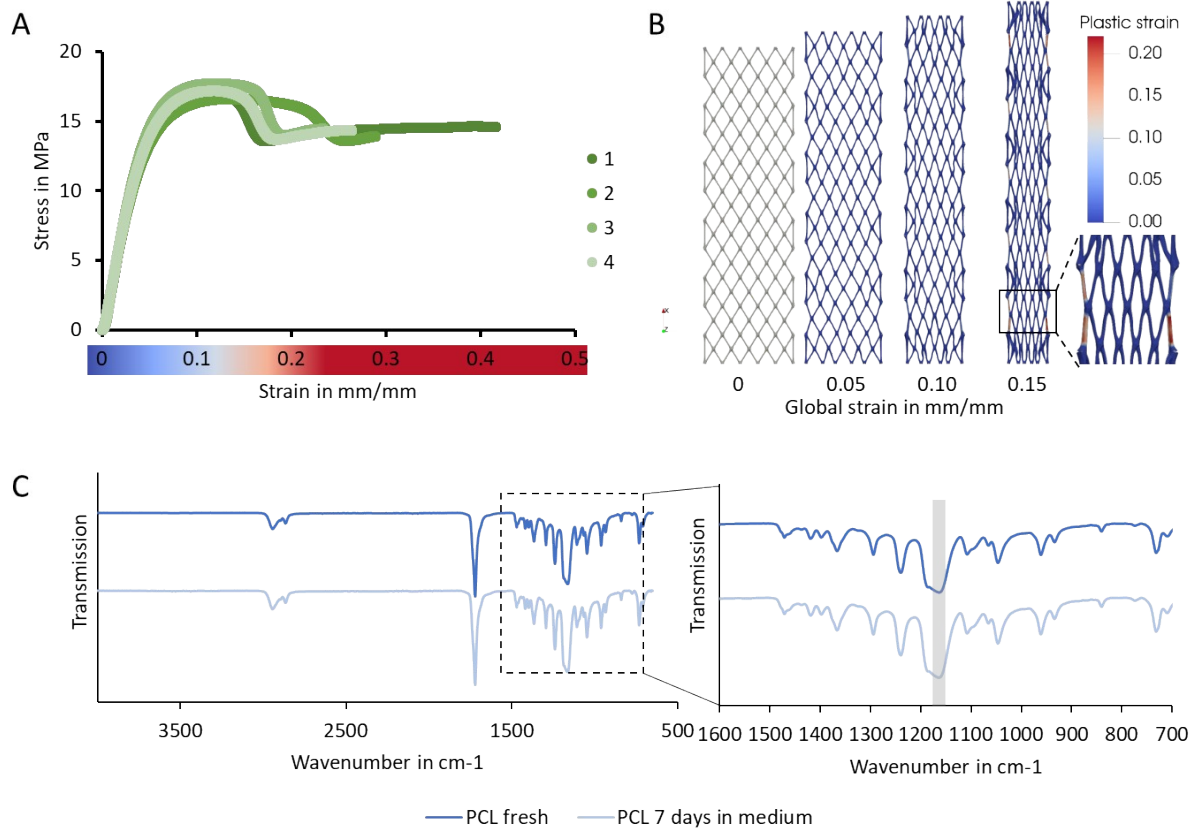 A
20
15
10
5
0
Stress in MPa
0 0.1 0.2 0.3 0.4 0.5
Strain in mm/mm
1
2
3
4
B
Plastic strain
0.20
0.15
0.10
0.05
0.00
X
Z
0 0.05 0.10 0.15
Global strain in mm/mm
C
Transmission
3500 2500 1500 500
Wavenumber in cm-1
Transmission
1600 1500 1400 1300 1200 1100 1000 900 800 700
Wavenumber in cm-1
PCL fresh PCL 7 days in medium